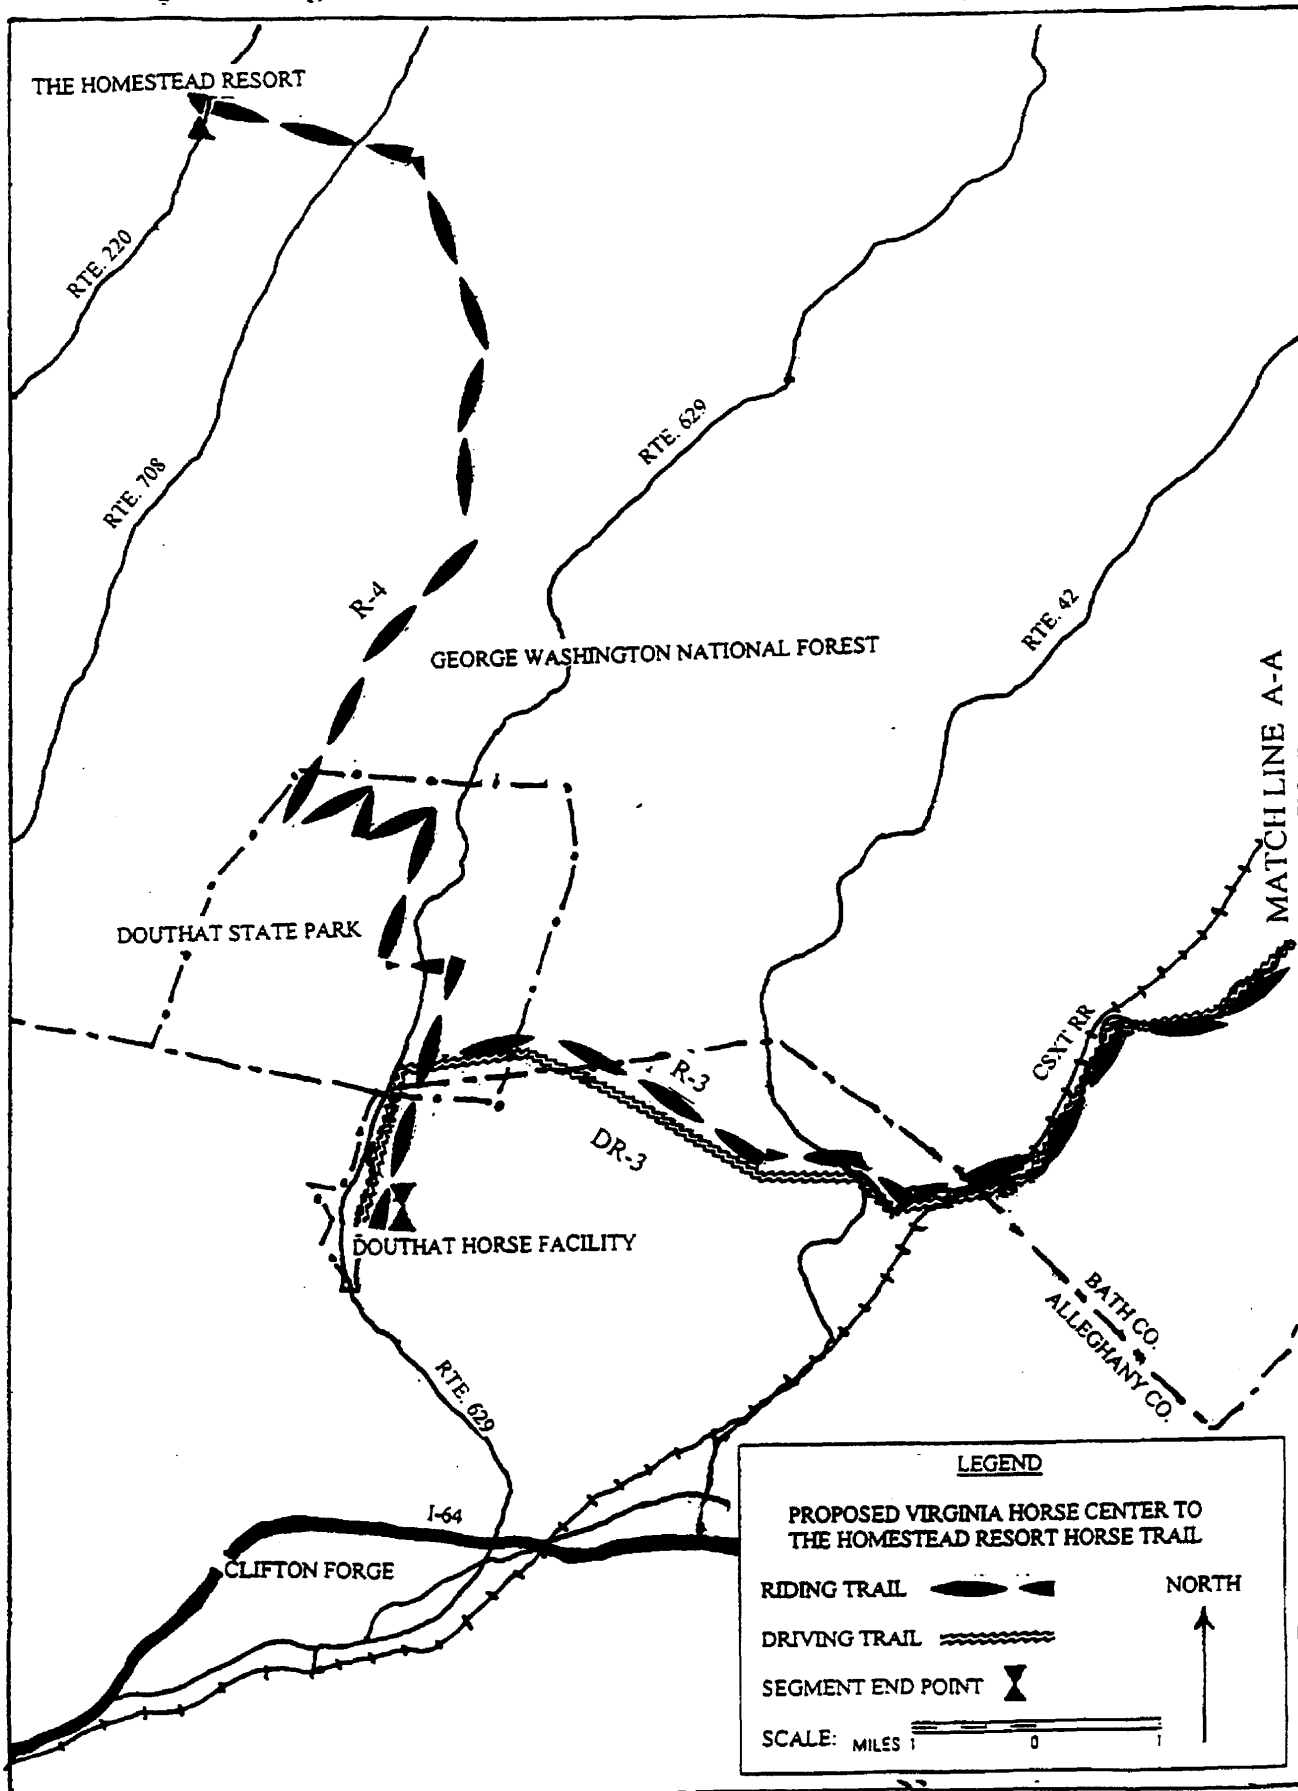 THE HOMESTEAD RESORT
RTE. 220
RTE. 708
RTE. 629
R-4
RTE. 42
GEORGE WASHINGTON NATIONAL FOREST
MATCH LINE A-A
DOUTHAT STATE PARK
CSXT RR
R-3
DR-3
DOUTHAT HORSE FACILITY
BATH CO.
ALLEGHANY CO.
RTE. 629
I-64
CLIFTON FORGE
LEGEND
PROPOSED VIRGINIA HORSE CENTER TO
THE HOMESTEAD RESORT HORSE TRAIL
RIDING TRAIL
NORTH
DRIVING TRAIL
SEGMENT END POINT
SCALE: MILES 1 0 1